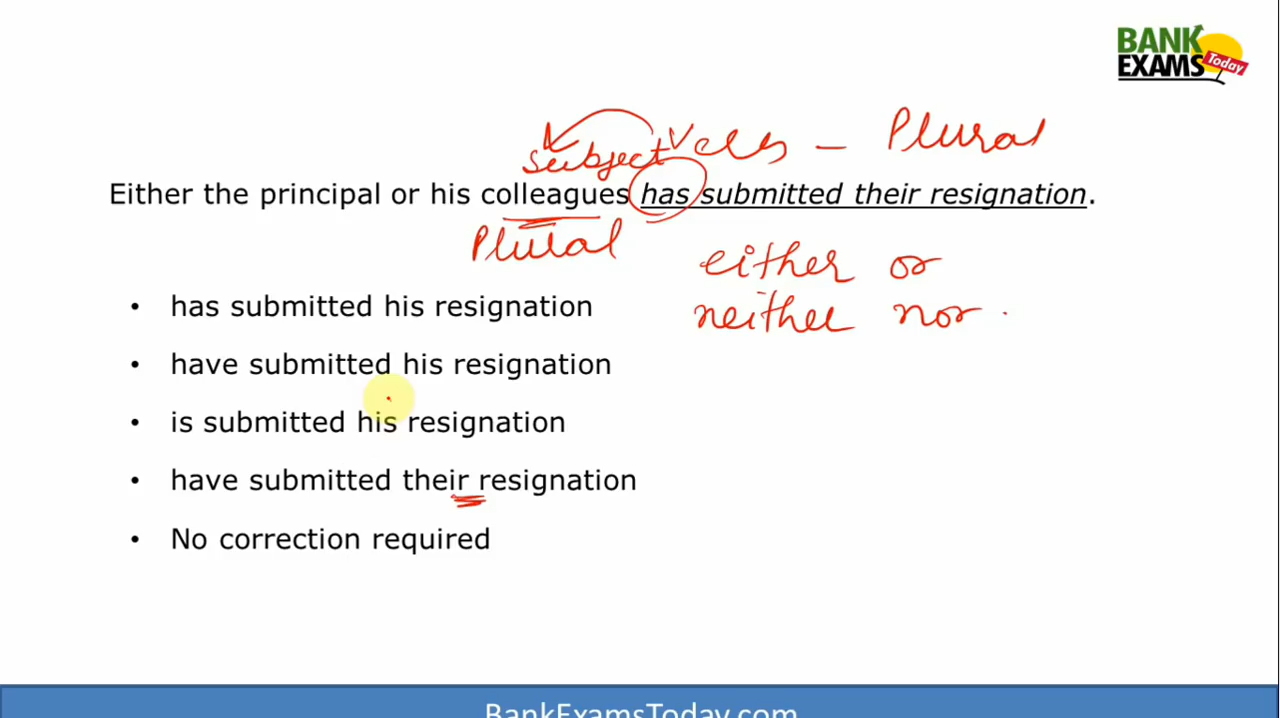 BANK
EXAMS Today
Subject Verb – Plural
Either the principal or his colleagues has submitted their resignation.
Plural
either or
neither nor .
• has submitted his resignation
• have submitted his resignation
• is submitted his resignation
• have submitted their resignation
• No correction required
BankExamsToday.com